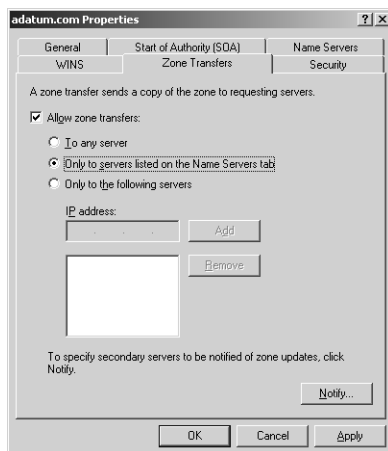 adatum.com Properties
General Start of Authority (SOA) Name Servers
WINS Zone Transfers Security
A zone transfer sends a copy of the zone to requesting servers.
Allow zone transfers:
To any server
Only to servers listed on the Name Servers tab
Only to the following servers
IP address:
Add
Remove
To specify secondary servers to be notified of zone updates, click
Notify.
Notify...
OK Cancel Apply